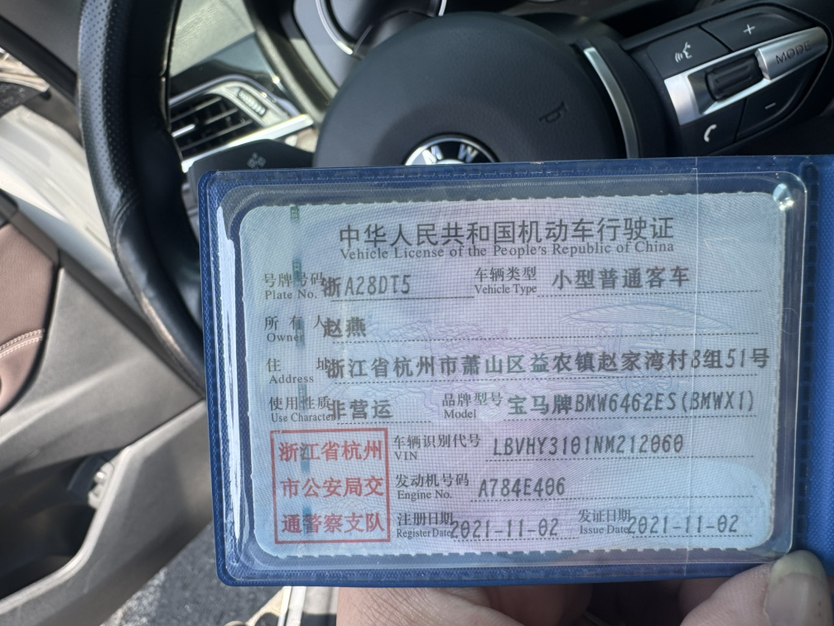 MODE
中华人民共和国机动车行驶证
Vehicle License of the People's Republic of China
号牌号码 浙A28DT5 车辆类型 小型普通客车
Plate No. Vehicle Type
所有人 赵燕
Owner
住址 浙江省杭州市萧山区益农镇赵家湾村8组51号
Address
使用性质 非营运 品牌型号 宝马牌BMW6462ES(BMWX1)
Use Character Model
浙江省杭州
市公安局交
通警察支队
车辆识别代号 LBVHY3101NM212060
VIN
发动机号码 A784E406
Engine No.
注册日期 2021-11-02 发证日期 2021-11-02
Register Date Issue Date